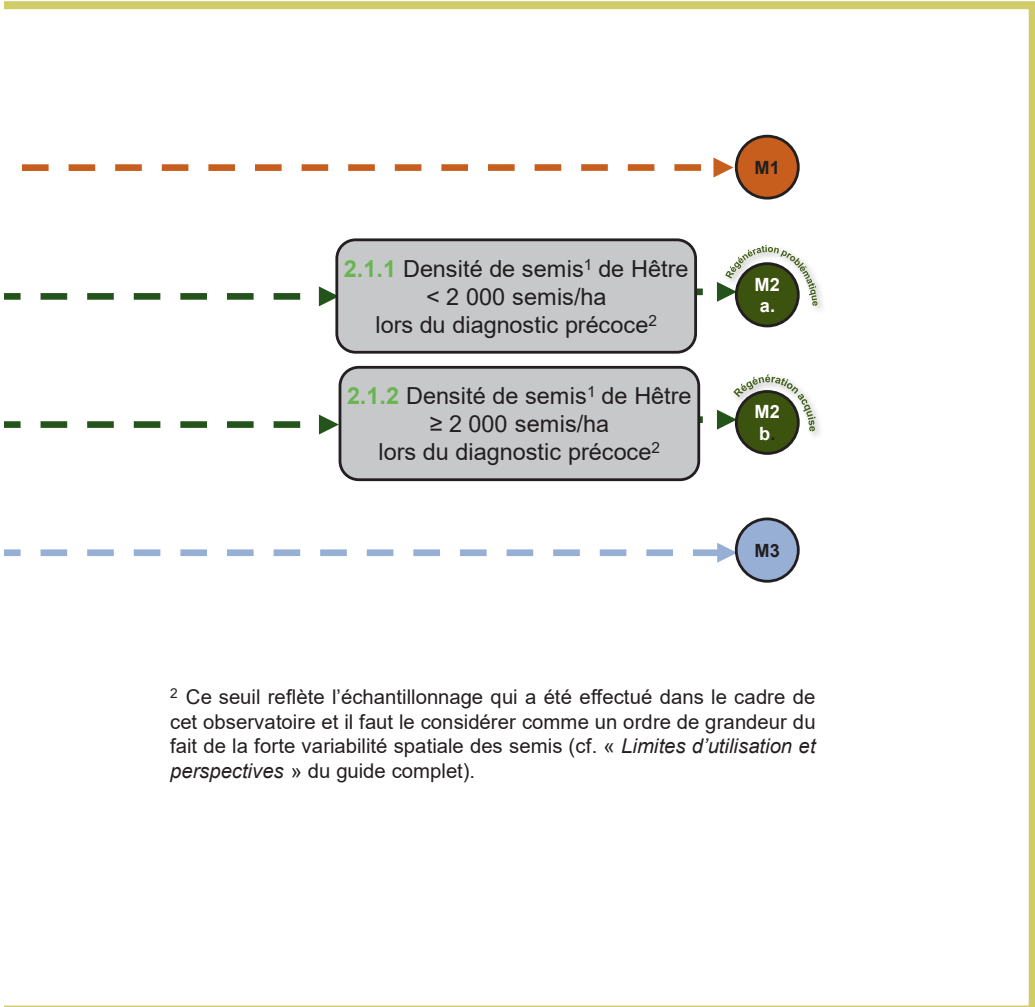 M1
2.1.1 Densité de semis¹ de Hêtre
< 2 000 semis/ha
lors du diagnostic précoce²
Régénération problématique
M2
a.
2.1.2 Densité de semis¹ de Hêtre
≥ 2 000 semis/ha
lors du diagnostic précoce²
Régénération acquise
M2
b.
M3
² Ce seuil reflète l’échantillonnage qui a été effectué dans le cadre de
cet observatoire et il faut le considérer comme un ordre de grandeur du
fait de la forte variabilité spatiale des semis (cf. « Limites d’utilisation et
perspectives » du guide complet).